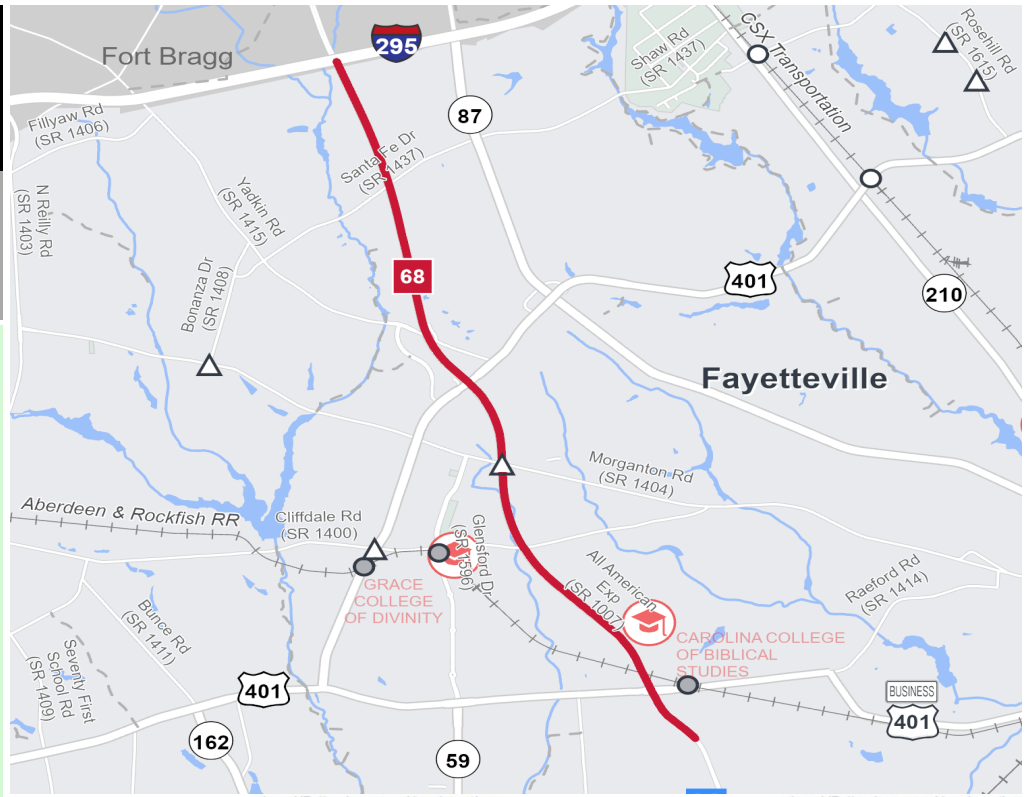 295
Fort Bragg
CSX Transportation
Rosehill Rd
(SR 1615)
Shaw Rd
(SR 1437)
87
Fillyaw Rd
(SR 1406)
Santa Fe Dr
(SR 1437)
N Reilly Rd
(SR 1403)
Yadkin Rd
(SR 1415)
68
401
210
Bonanza Dr
(SR 1408)
Fayetteville
Morganton Rd
(SR 1404)
Aberdeen & Rockfish RR
Cliffdale Rd
(SR 1400)
Glensford Dr
(SR 1596)
GRACE
COLLEGE
OF DIVINITY
All American
Exp
(SR 1007)
Raeford Rd
(SR 1414)
Bunce Rd
(SR 1411)
CAROLINA COLLEGE
OF BIBLICAL
STUDIES
Seventy First
School Rd
(SR 1409)
401
BUSINESS
401
162
59